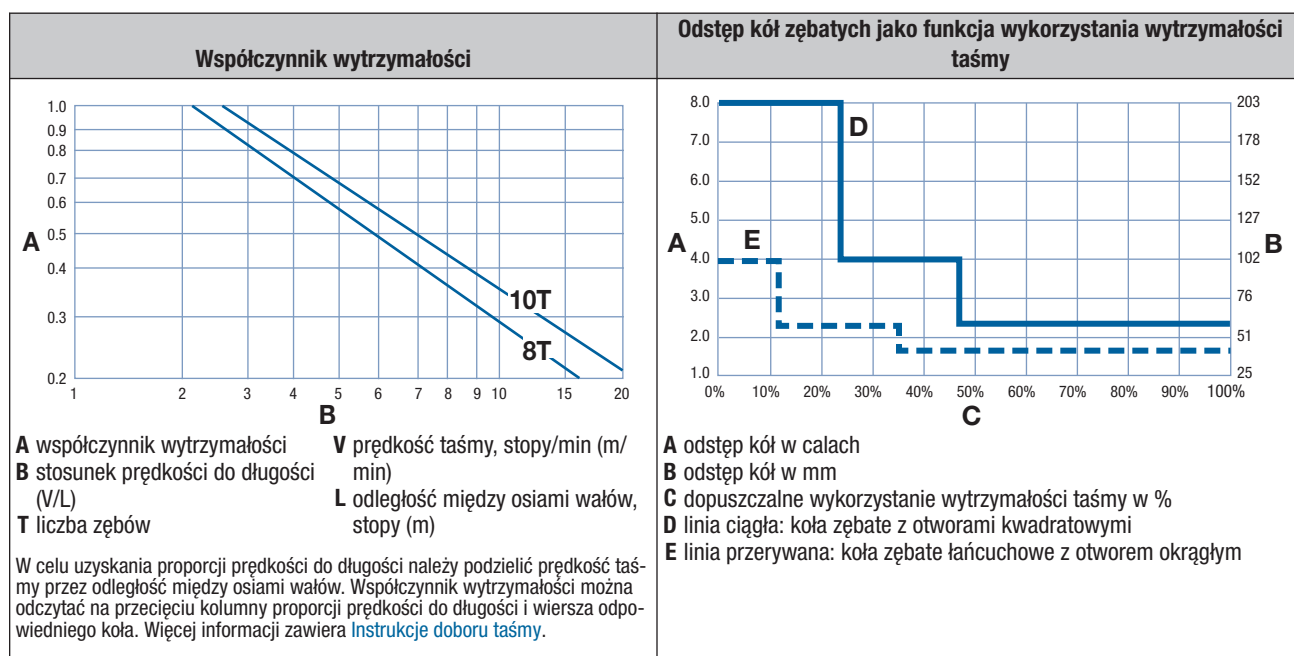 Współczynnik wytrzymałości
Odstęp kół zębatych jako funkcja wykorzystania wytrzymałości
taśmy
1.0
0.9
0.8
0.7
0.6
0.5
0.4
0.3
0.2
A
10T
8T
1 2 3 4 5 6 7 8 9 10 15 20
B
A współczynnik wytrzymałości
B stosunek prędkości do długości
(V/L)
T liczba zębów
V prędkość taśmy, stopy/min (m/
min)
L odległość między osiami wałów,
stopy (m)
W celu uzyskania proporcji prędkości do długości należy podzielić prędkość taś-
my przez odległość między osiami wałów. Współczynnik wytrzymałości można
odczytać na przecięciu kolumny proporcji prędkości do długości i wiersza odpo-
wiedniego koła. Więcej informacji zawiera Instrukcje doboru taśmy.
8.0
7.0
6.0
5.0
4.0
3.0
2.0
1.0
A
D
E
203
178
152
127
102
76
51
25
B
0% 10% 20% 30% 40% 50% 60% 70% 80% 90% 100%
C
A odstęp kół w calach
B odstęp kół w mm
C dopuszczalne wykorzystanie wytrzymałości taśmy w %
D linia ciągła: koła zębate z otworami kwadratowymi
E linia przerywana: koła zębate łańcuchowe z otworem okrągłym